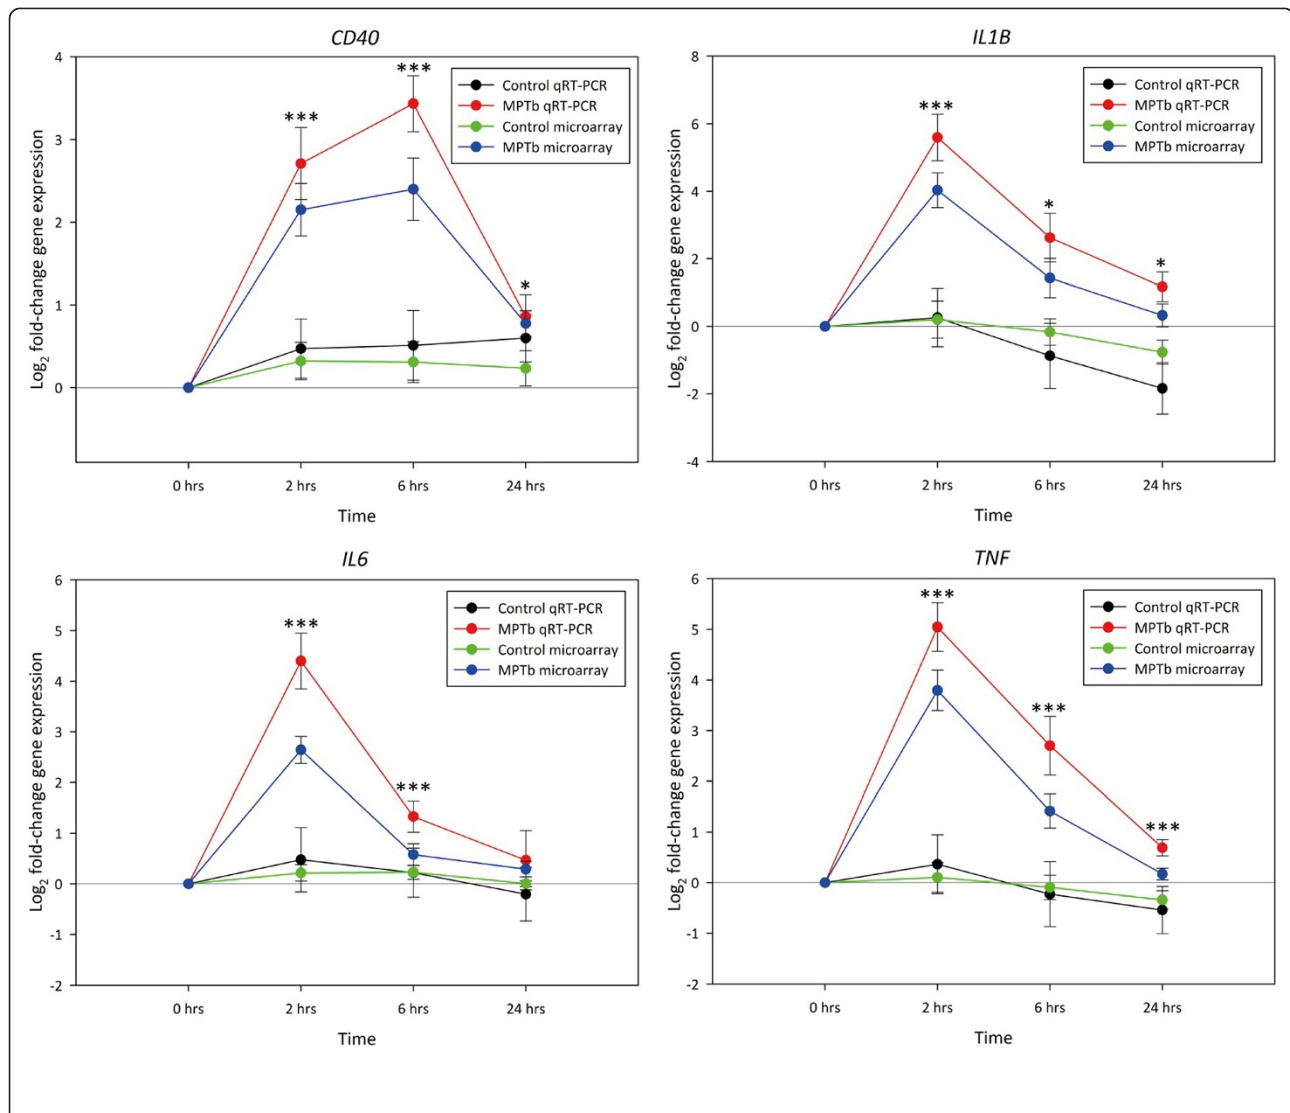 CD40
4
3
2
1
0
Log2 fold-change gene expression
***
***
*
Control qRT-PCR
MPTb qRT-PCR
Control microarray
MPTb microarray
0 hrs 2 hrs 6 hrs 24 hrs
Time
IL1B
8
6
4
2
0
-2
-4
Log2 fold-change gene expression
***
*
*
Control qRT-PCR
MPTb qRT-PCR
Control microarray
MPTb microarray
0 hrs 2 hrs 6 hrs 24 hrs
Time
IL6
6
5
4
3
2
1
0
-1
-2
Log2 fold-change gene expression
***
***
Control qRT-PCR
MPTb qRT-PCR
Control microarray
MPTb microarray
0 hrs 2 hrs 6 hrs 24 hrs
Time
TNF
6
5
4
3
2
1
0
-1
-2
Log2 fold-change gene expression
***
***
***
Control qRT-PCR
MPTb qRT-PCR
Control microarray
MPTb microarray
0 hrs 2 hrs 6 hrs 24 hrs
Time